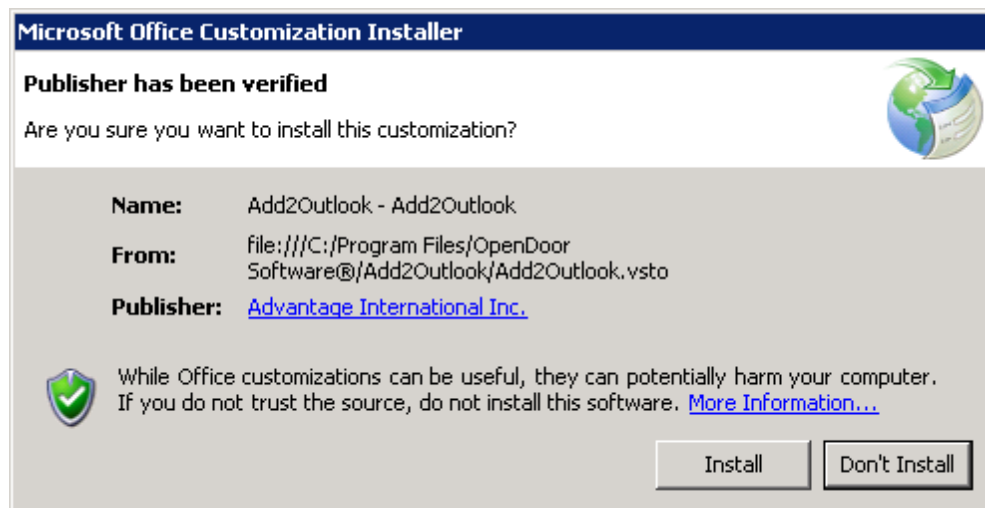 Microsoft Office Customization Installer
Publisher has been verified
Are you sure you want to install this customization?
Name: Add2Outlook - Add2Outlook
From: file:///C:/Program Files/OpenDoor
Software®/Add2Outlook/Add2Outlook.vsto
Publisher: Advantage International Inc.
While Office customizations can be useful, they can potentially harm your computer.
If you do not trust the source, do not install this software. More Information...
Install Don't Install